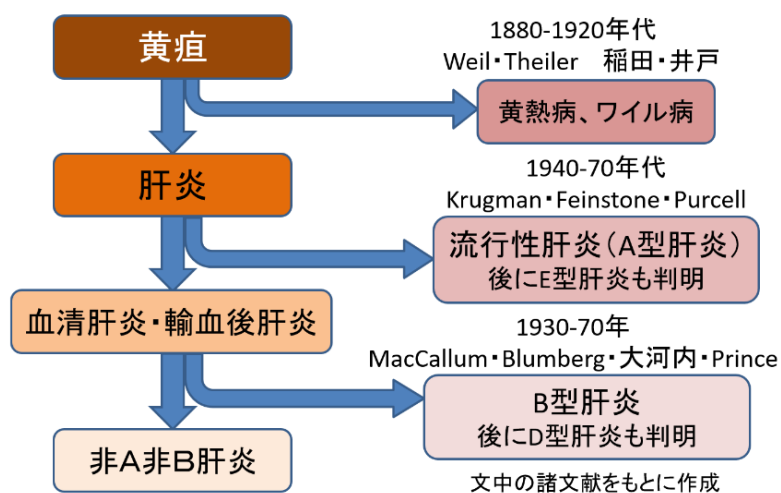 黄疸
1880-1920年代
Weil・Theiler　稲田・井戸
黄熱病、ワイル病
肝炎
1940-70年代
Krugman・Feinstone・Purcell
流行性肝炎（A型肝炎）
後にE型肝炎も判明
血清肝炎・輸血後肝炎
1930-70年
MacCallum・Blumberg・大河内・Prince
B型肝炎
後にD型肝炎も判明
非Ａ非Ｂ肝炎
文中の諸文献をもとに作成